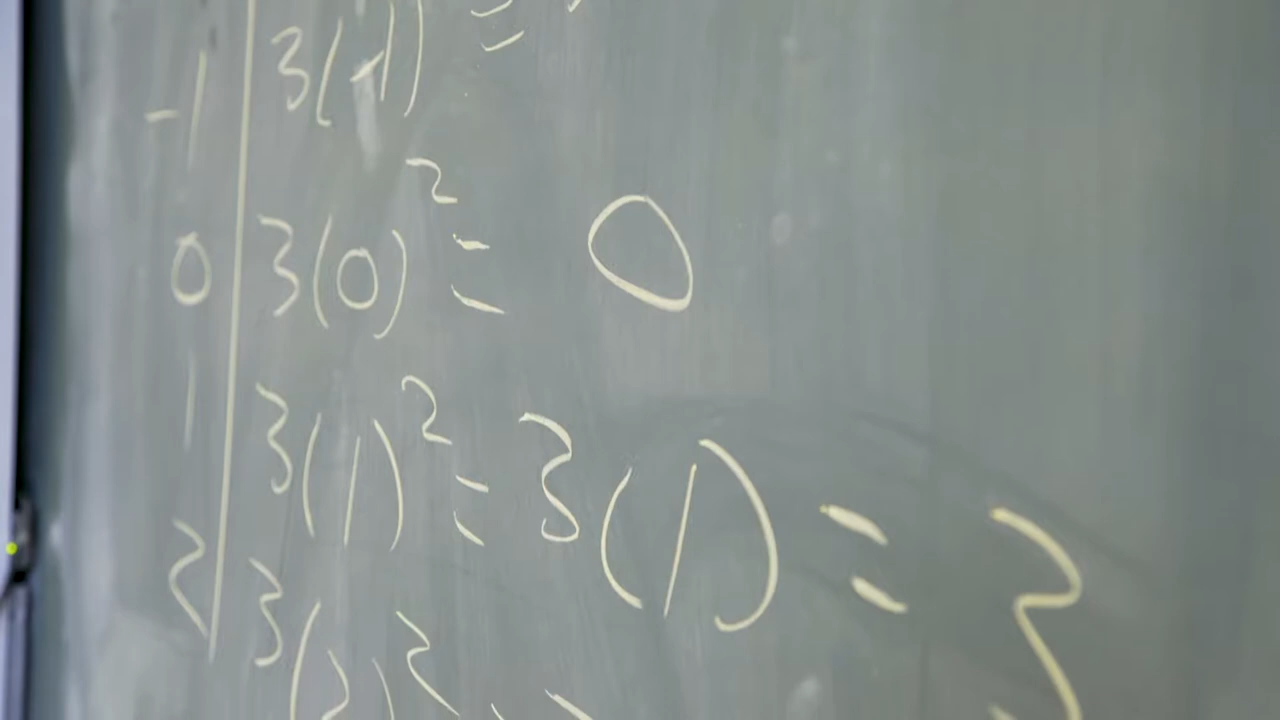 -1 | 3(-1) =
0 | 3(0)² = 0
1 | 3(1)² = 3(1) = 3
2 | 3(2)² =